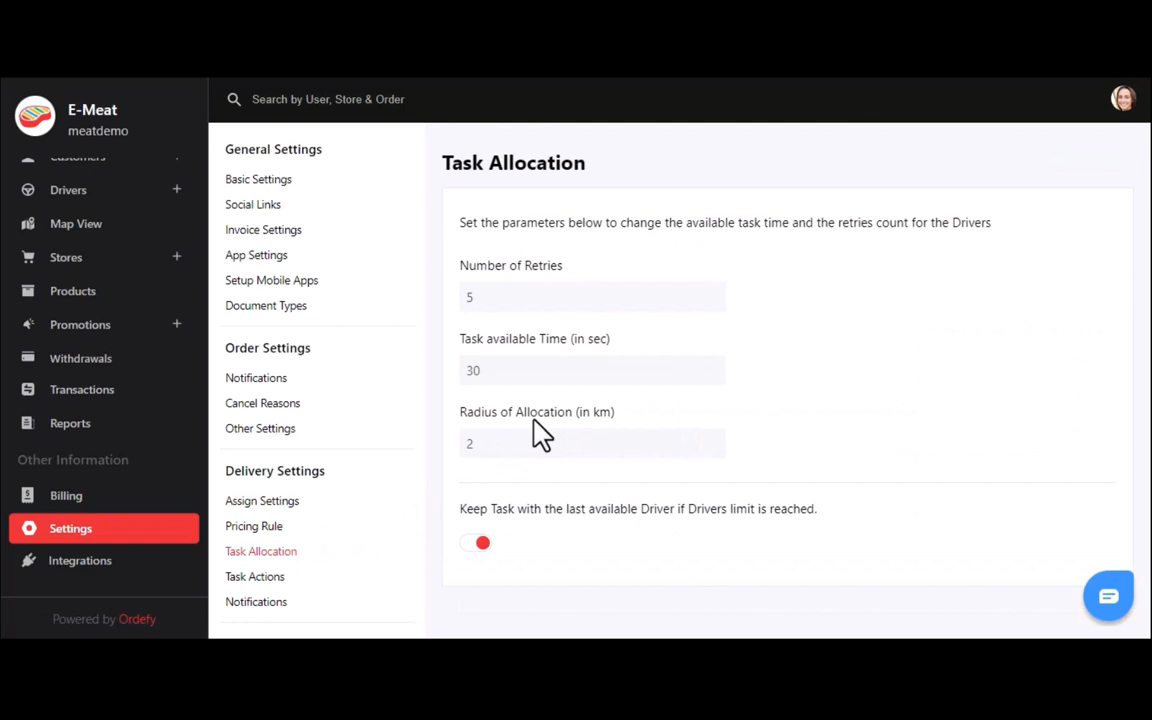 E-Meat
meatdemo
Search by User, Store & Order
Customers
Drivers +
Map View
Stores +
Products
Promotions +
Withdrawals
Transactions
Reports
Other Information
Billing
Settings
Integrations
Powered by Ordefy
General Settings
Basic Settings
Social Links
Invoice Settings
App Settings
Setup Mobile Apps
Document Types
Order Settings
Notifications
Cancel Reasons
Other Settings
Delivery Settings
Assign Settings
Pricing Rule
Task Allocation
Task Actions
Notifications
Task Allocation
Set the parameters below to change the available task time and the retries count for the Drivers
Number of Retries
5
Task available Time (in sec)
30
Radius of Allocation (in km)
2
Keep Task with the last available Driver if Drivers limit is reached.